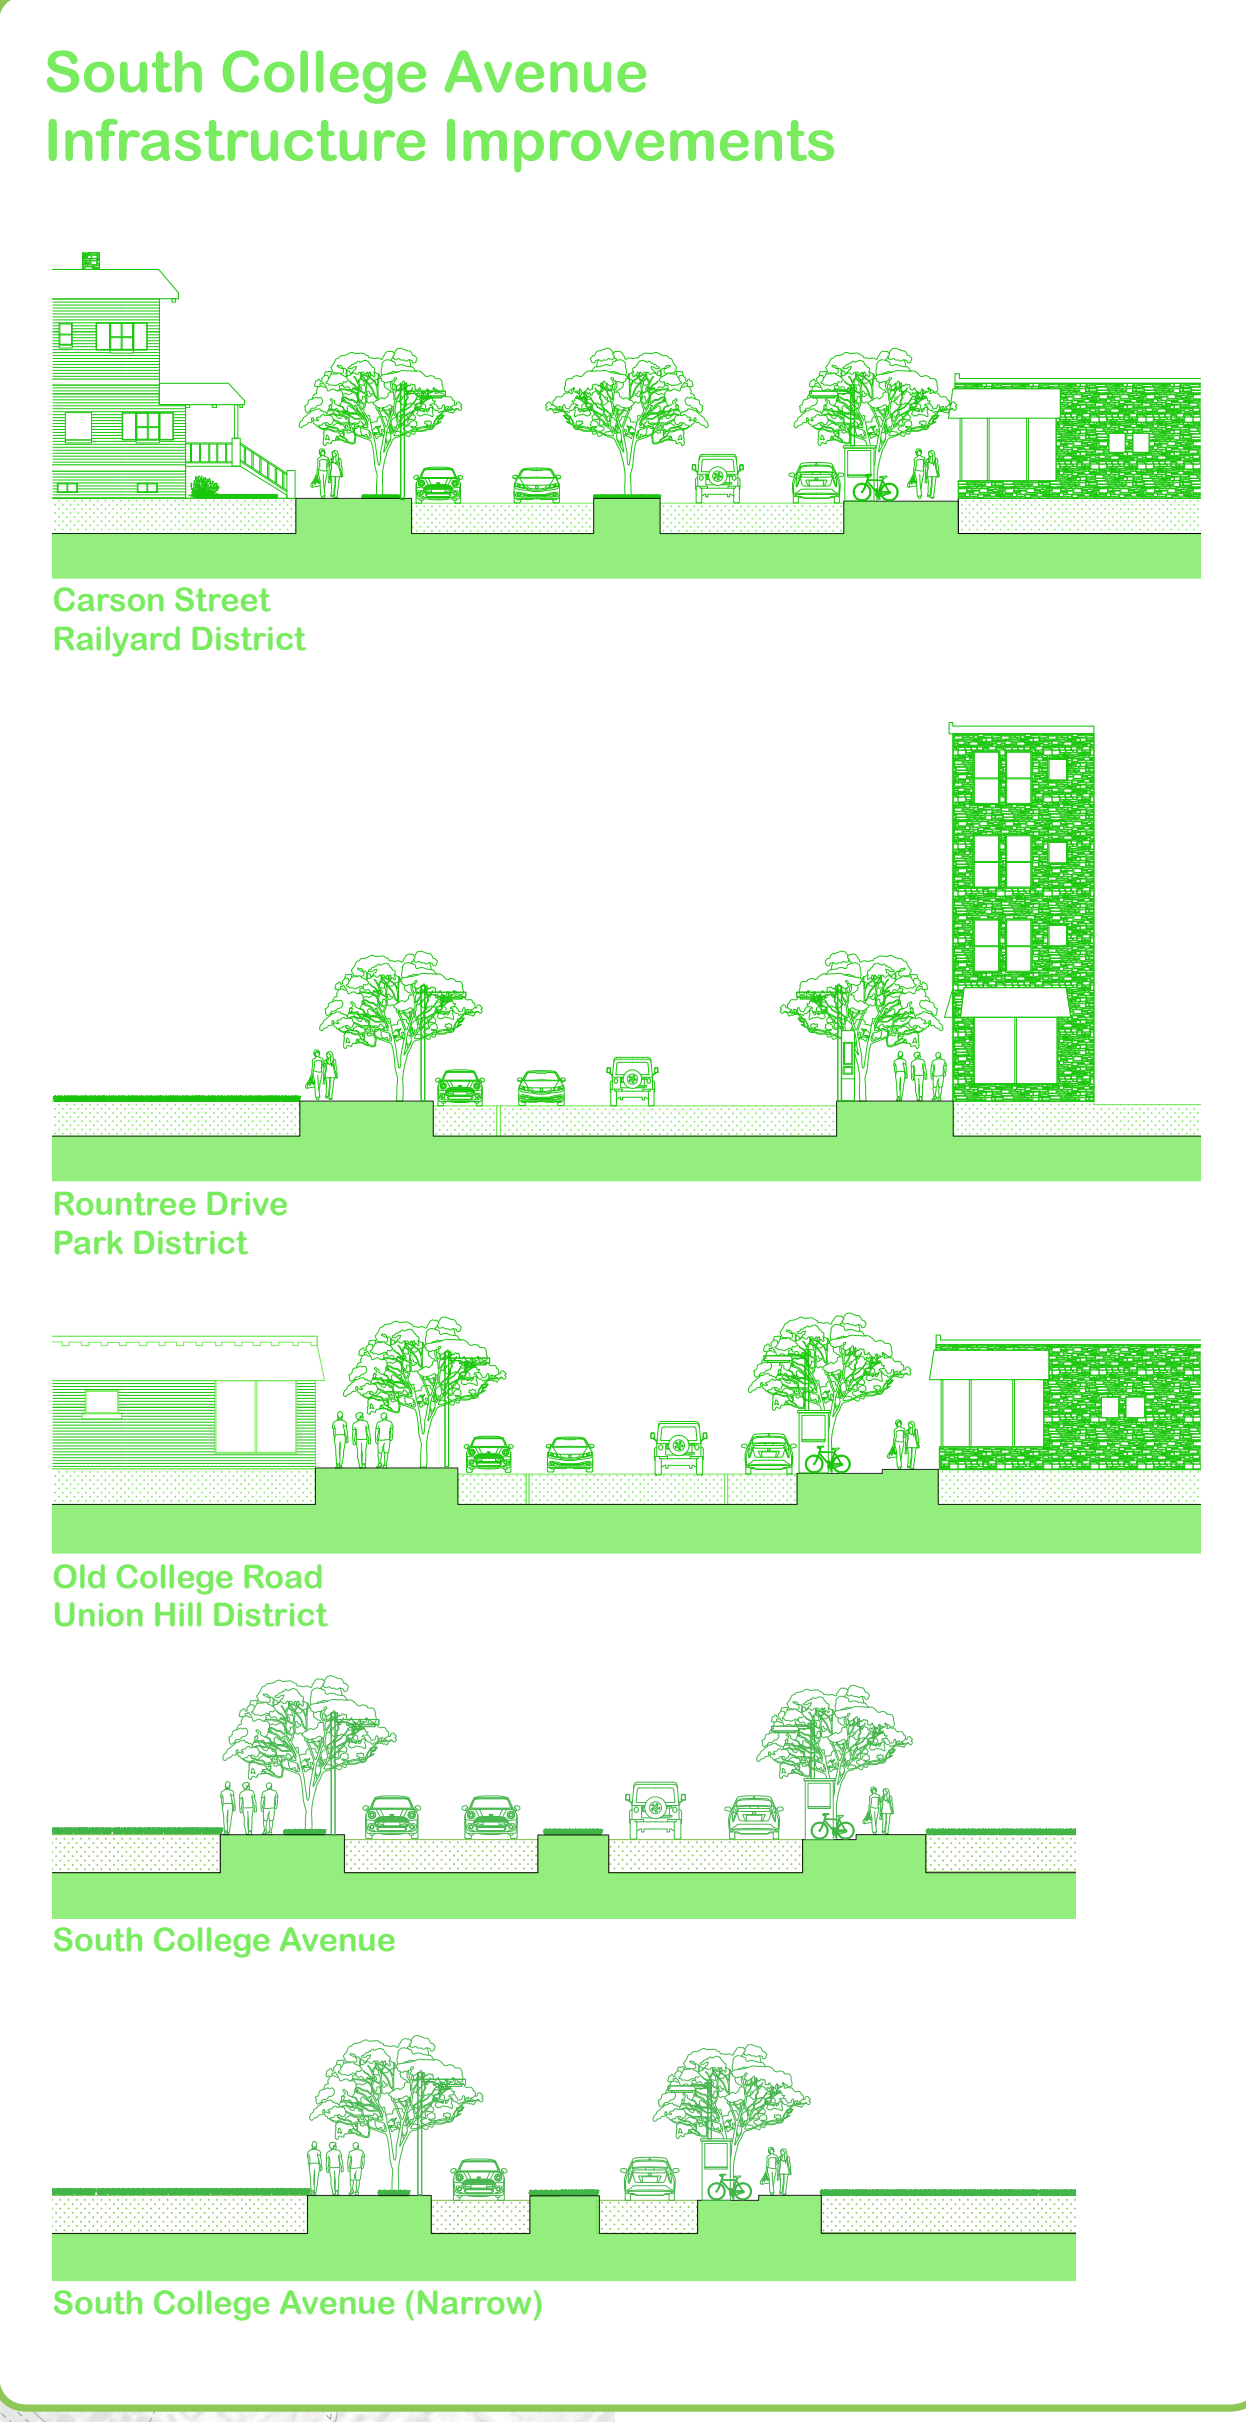 South College Avenue
Infrastructure Improvements
Carson Street
Railyard District
Rountree Drive
Park District
Old College Road
Union Hill District
South College Avenue
South College Avenue (Narrow)